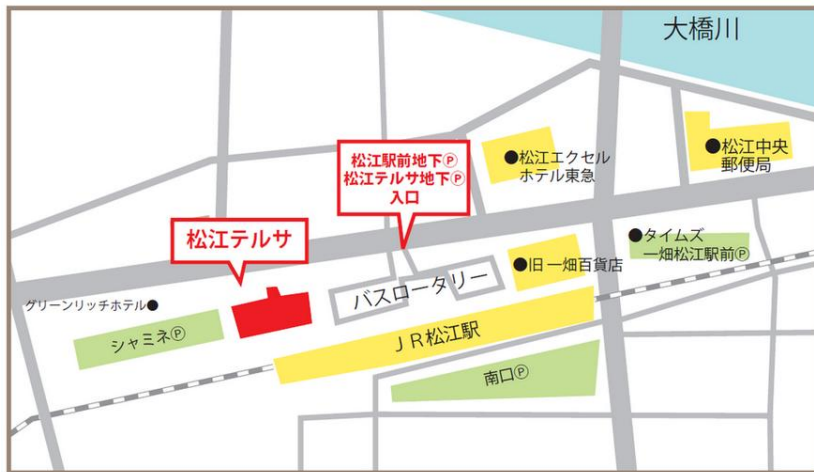 大橋川
松江駅前地下Ⓟ
松江テルサ地下Ⓟ
入口
●松江エクセル
ホテル東急
●松江中央
郵便局
松江テルサ
●タイムズ
一畑松江駅前Ⓟ
●旧一畑百貨店
バスロータリー
グリーンリッチホテル●
シャミネⓅ
ＪＲ松江駅
南口Ⓟ